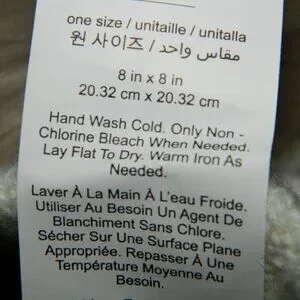 one size / unitaille / unitalla
원 사이즈 / مقاس واحد
8 in x 8 in
20.32 cm x 20.32 cm
Hand Wash Cold. Only Non -
Chlorine Bleach When Needed.
Lay Flat To Dry. Warm Iron As
Needed.
Laver À La Main À L'eau Froide.
Utiliser Au Besoin Un Agent De
Blanchiment Sans Chlore.
Sécher Sur Une Surface Plane
Appropriée. Repasser À Une
Température Moyenne Au
Besoin.